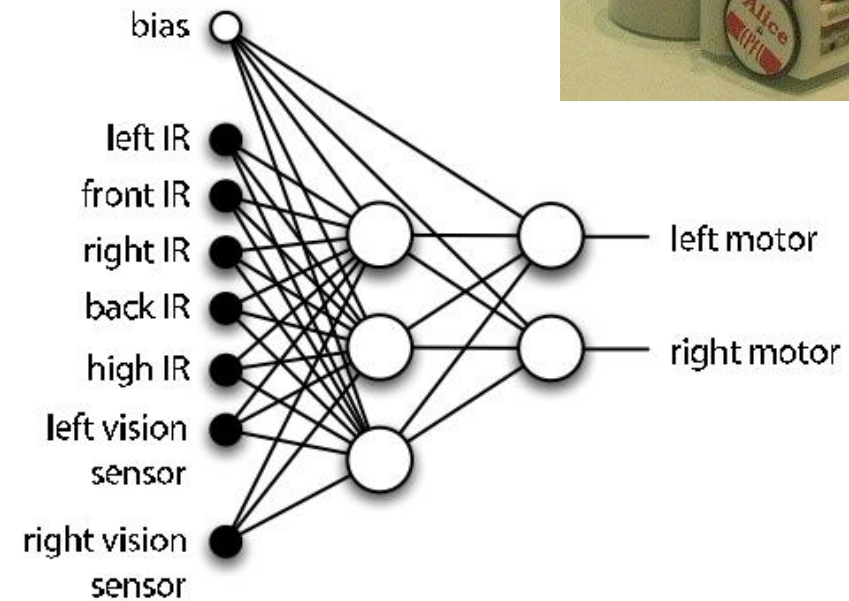 bias
Alice
EPFL
left IR
front IR
right IR
back IR
high IR
left vision
sensor
right vision
sensor
left motor
right motor